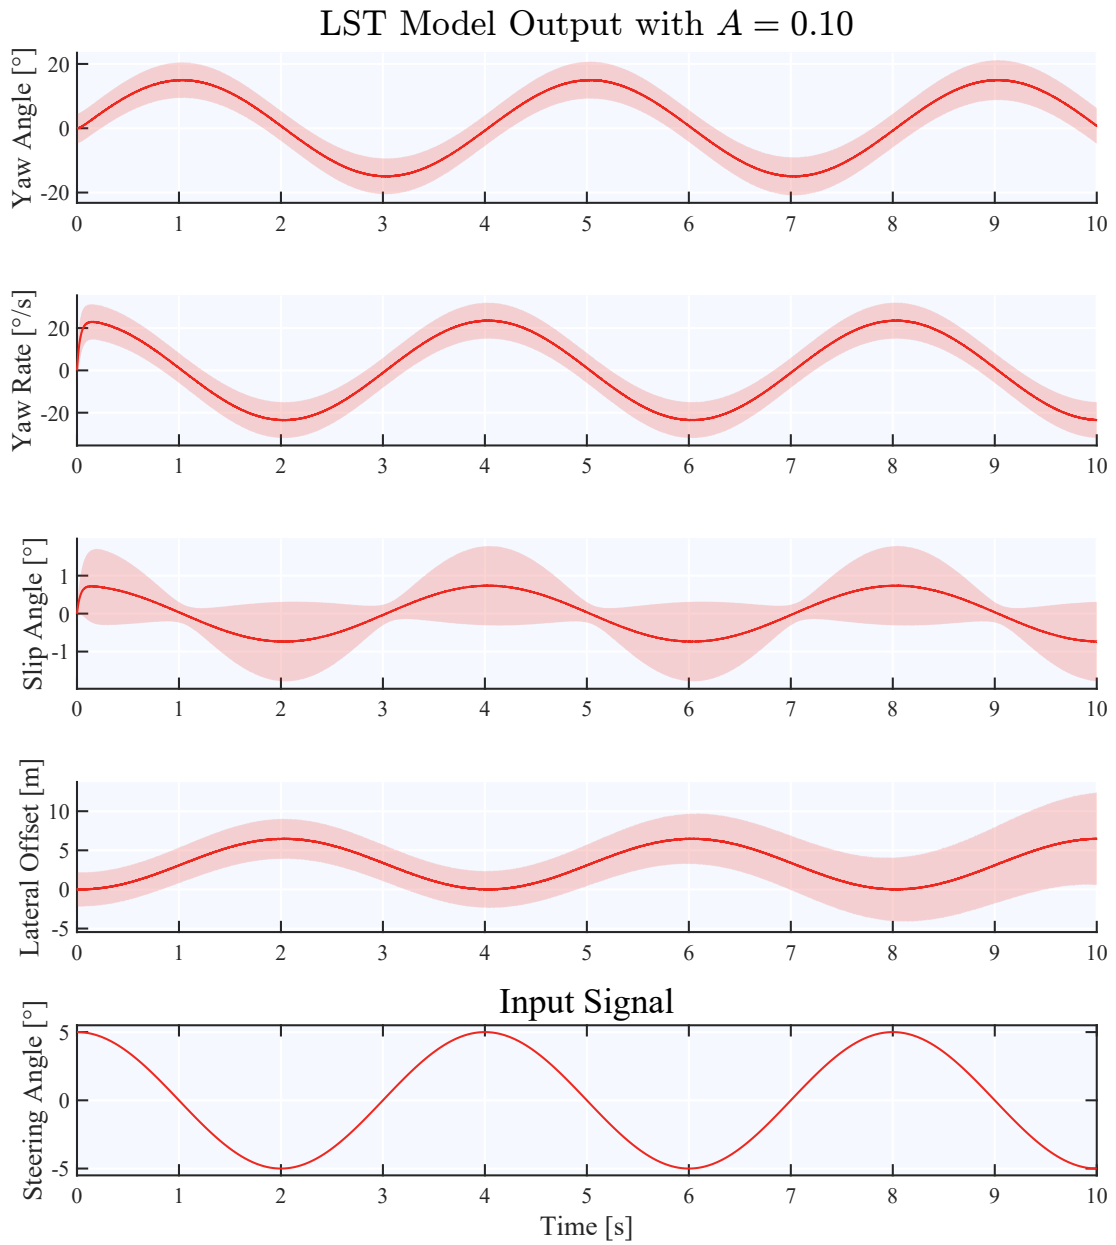 LST Model Output with A = 0.10
Yaw Angle [°]
20
0
-20
0 1 2 3 4 5 6 7 8 9 10
Yaw Rate [°/s]
20
0
-20
0 1 2 3 4 5 6 7 8 9 10
Slip Angle [°]
1
0
-1
0 1 2 3 4 5 6 7 8 9 10
Lateral Offset [m]
10
5
0
-5
0 1 2 3 4 5 6 7 8 9 10
Input Signal
Steering Angle [°]
5
0
-5
0 1 2 3 4 5 6 7 8 9 10
Time [s]